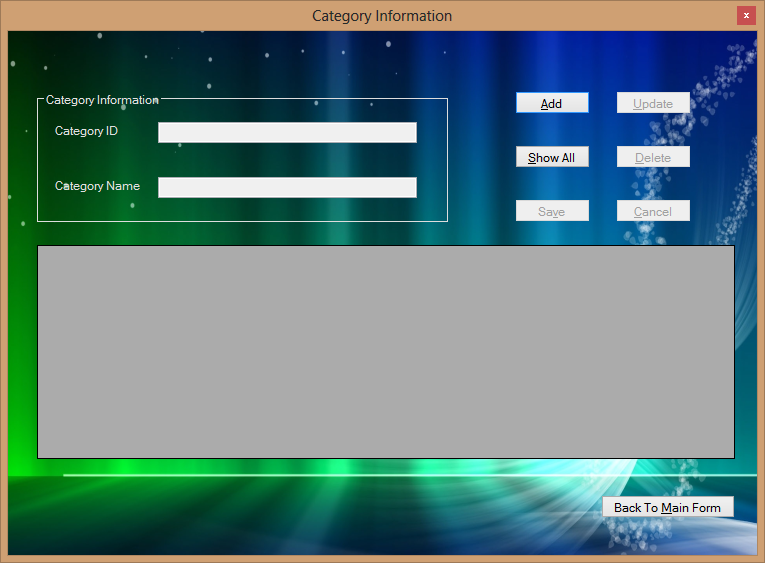 Category Information
x
Category Information
Category ID
Category Name
Add
Update
Show All
Delete
Save
Cancel
Back To Main Form